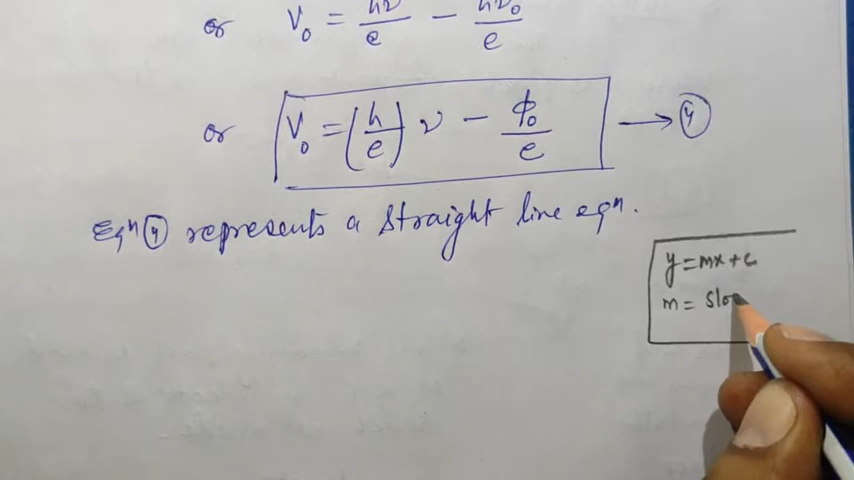 or V₀ = hν/e − hν₀/e
or V₀ = (h/e) ν − ϕ₀/e → ④
Eqⁿ ④ represents a straight line eqⁿ.
y = mx + c
m = Slo